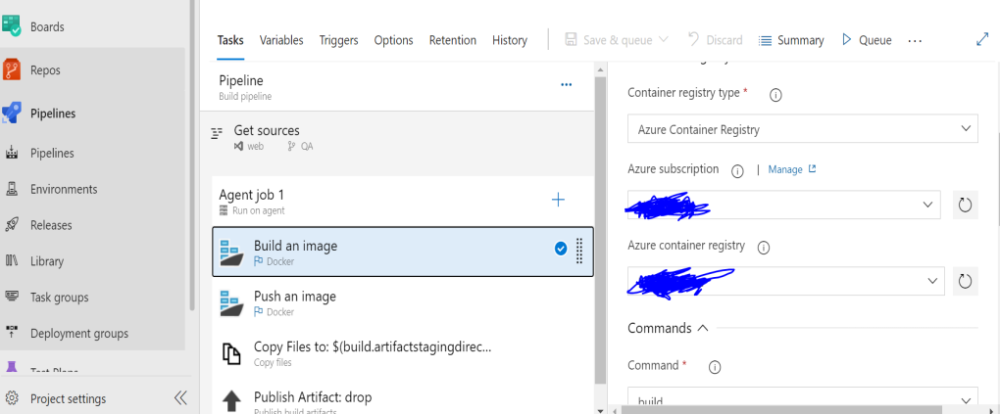 Boards
Repos
Pipelines
Pipelines
Environments
Releases
Library
Task groups
Deployment groups
Test Plans
Project settings
Tasks Variables Triggers Options Retention History Save & queue Discard Summary Queue ...
Pipeline
Build pipeline
Get sources
web QA
Agent job 1
Run on agent
Build an image
Docker
Push an image
Docker
Copy Files to: $(build.artifactstagingdirec...
Copy files
Publish Artifact: drop
Publish build artifacts
Container registry type *
Azure Container Registry
Azure subscription | Manage
Azure container registry
Commands
Command *
build